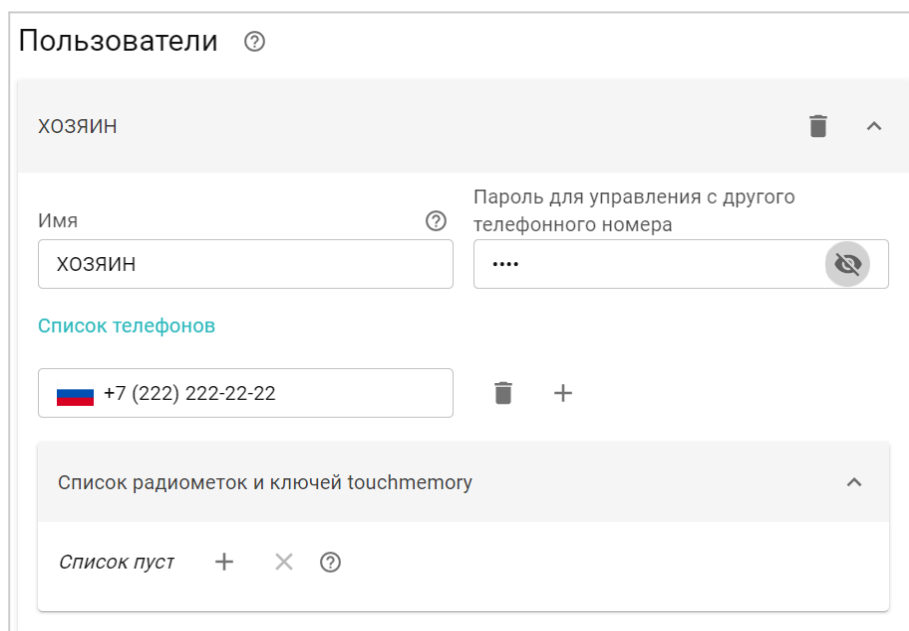 Пользователи
ХОЗЯИН
Имя
Пароль для управления с другого
телефонного номера
ХОЗЯИН
••••
Список телефонов
+7 (222) 222-22-22
Список радиометок и ключей touchmemory
Список пуст